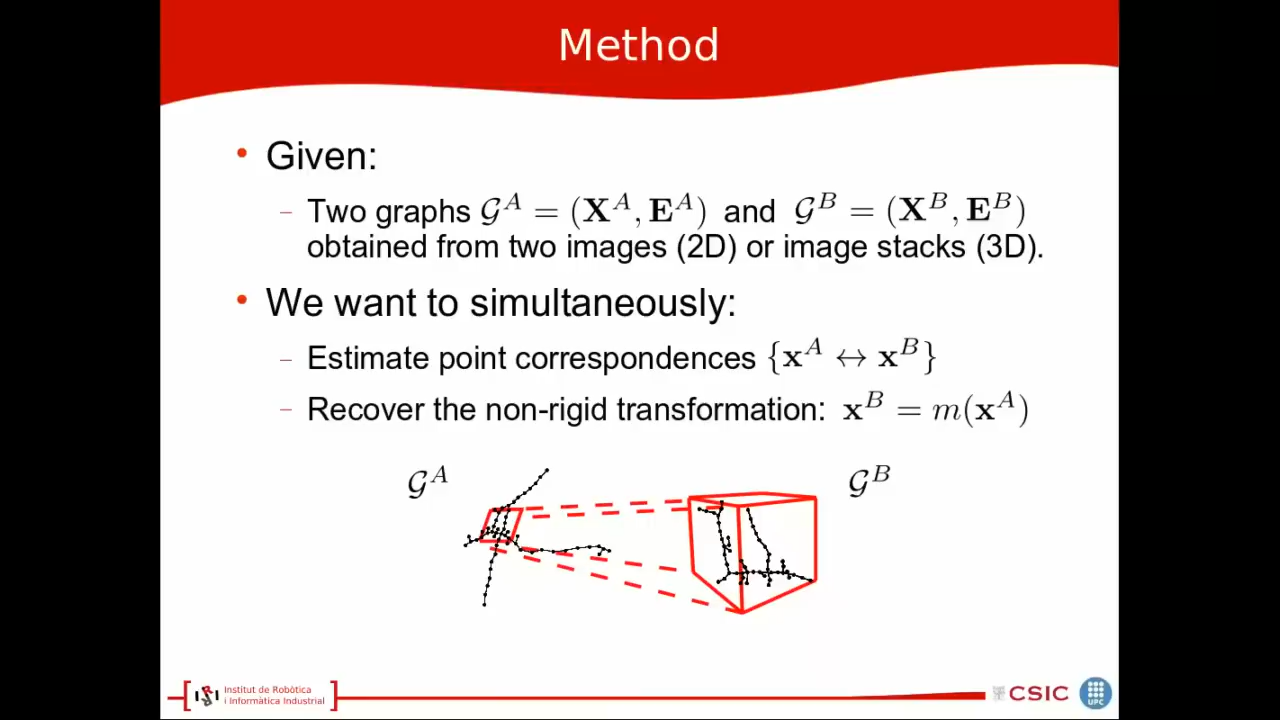 Method
• Given:
– Two graphs 𝒢^A = (𝐗^A, 𝐄^A) and 𝒢^B = (𝐗^B, 𝐄^B)
obtained from two images (2D) or image stacks (3D).
• We want to simultaneously:
– Estimate point correspondences {𝐱^A ↔ 𝐱^B}
– Recover the non-rigid transformation: 𝐱^B = m(𝐱^A)
𝒢^A
𝒢^B
IRI
Institut de Robòtica
i Informàtica Industrial
CSIC
UPC